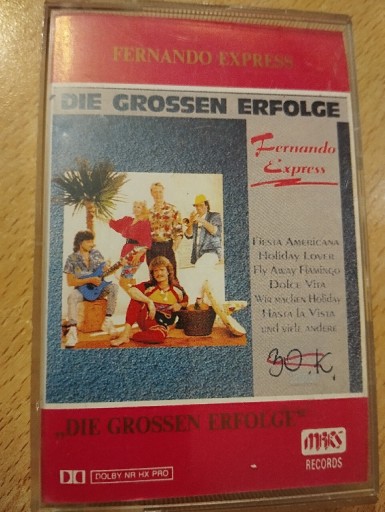 FERNANDO EXPRESS
DIE GROSSEN ERFOLGE
Fernando
Express
FIESTA AMERICANA
HOLIDAY LOVER
FLY AWAY FLAMINGO
DOLCE VITA
WIR MACHEN HOLIDAY
HASTA LA VISTA
UND VIELE ANDERE
30.K.
„DIE GROSSEN ERFOLGE"
DOLBY NR HX PRO
MARS
RECORDS